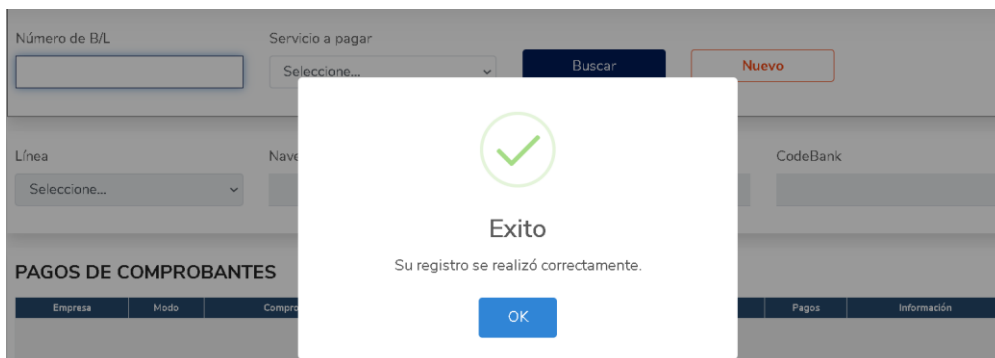 Número de B/L Servicio a pagar
Seleccione... Buscar Nuevo
Línea CodeBank
Seleccione...
Exito
Su registro se realizó correctamente.
PAGOS DE COMPROBANTES
Empresa Modo Pagos Información
OK